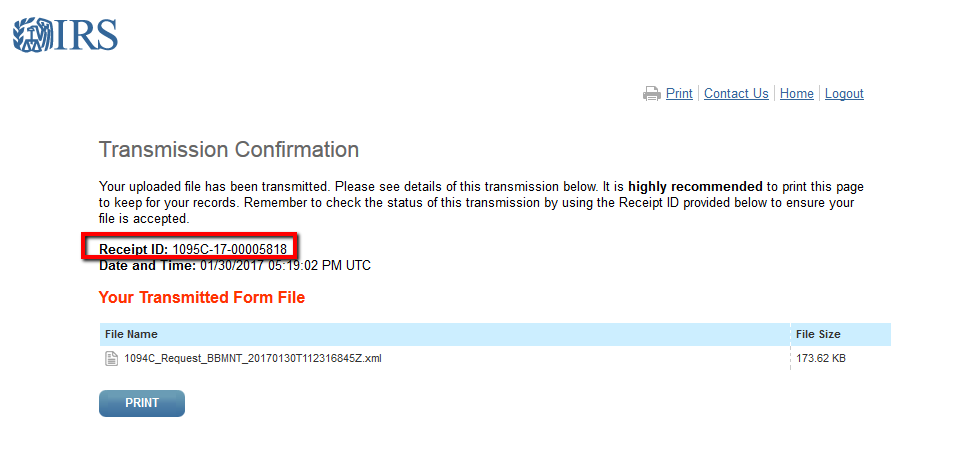 IRS
Print Contact Us Home Logout
Transmission Confirmation
Your uploaded file has been transmitted. Please see details of this transmission below. It is highly recommended to print this page
to keep for your records. Remember to check the status of this transmission by using the Receipt ID provided below to ensure your
file is accepted.
Receipt ID: 1095C-17-00005818
Date and Time: 01/30/2017 05:19:02 PM UTC
Your Transmitted Form File
File Name File Size
1094C_Request_BBMNT_20170130T112316845Z.xml 173.62 KB
PRINT